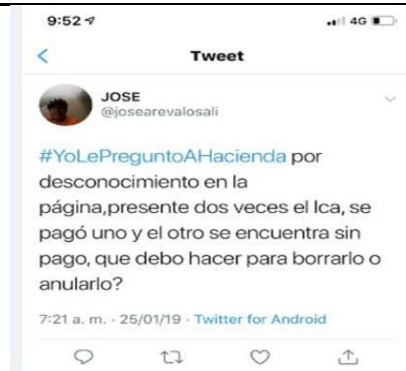 9:52
4G
Tweet
JOSE
@josearevalosali
#YoLePreguntoAHacienda por
desconocimiento en la
página,presente dos veces el Ica, se
pagó uno y el otro se encuentra sin
pago, que debo hacer para borrarlo o
anularlo?
7:21 a. m. · 25/01/19 · Twitter for Android